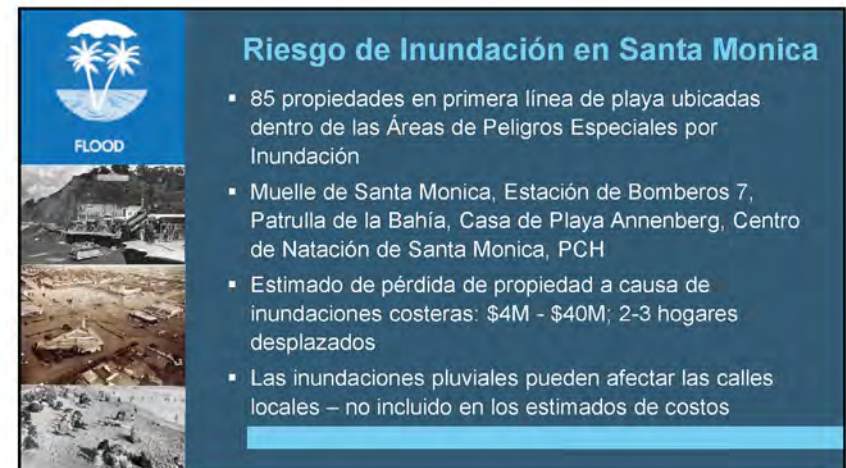 FLOOD
Riesgo de Inundación en Santa Monica
▪ 85 propiedades en primera línea de playa ubicadas
dentro de las Áreas de Peligros Especiales por
Inundación
▪ Muelle de Santa Monica, Estación de Bomberos 7,
Patrulla de la Bahía, Casa de Playa Annenberg, Centro
de Natación de Santa Monica, PCH
▪ Estimado de pérdida de propiedad a causa de
inundaciones costeras: $4M - $40M; 2-3 hogares
desplazados
▪ Las inundaciones pluviales pueden afectar las calles
locales – no incluido en los estimados de costos